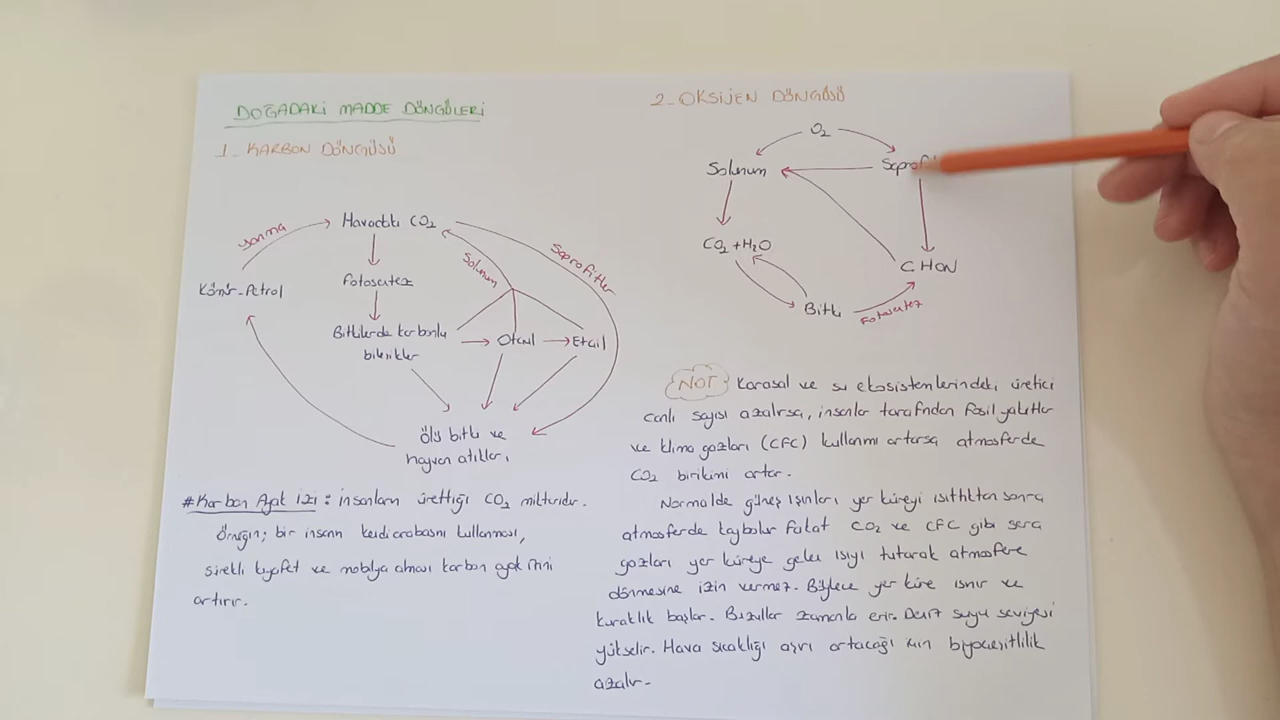 DOĞADAKİ MADDE DÖNGÜLERİ
1_KARBON DÖNGÜSÜ
Havadaki CO2
yanma
Solunum
Saprofitler
Kömür-Petrol
Fotosentez
Bitkilerde karbonlu
bileşikler
Otçul
Etçil
Ölü bitki ve
hayvan atıkları
#Karbon Ayak izi: insanların ürettiği CO2 miktarıdır.
Örneğin; bir insanın kendi arabasını kullanması,
sürekli kıyafet ve mobilya alması karbon ayak izini
artırır.
2_OKSİJEN DÖNGÜSÜ
O2
Solunum
CO2+H2O
CHON
Bitki
Fotosentez
NOT
Karasal ve su ekosistemlerindeki üretici
canlı sayısı azalırsa, insanlar tarafından fosil yakıtlar
ve klima gazları (CFC) kullanımı artarsa atmosferde
CO2 birikimi artar.
Normalde güneş ışınları yer küreyi ısıttıktan sonra
atmosferde kaybolur fakat CO2 ve CFC gibi sera
gazları yer küreye gelen ısıyı tutarak atmosfere
dönmesine izin vermez. Böylece yer küre ısınır ve
kuraklık başlar. Buzullar zamanla erir. Deniz suyu seviyesi
yükselir. Hava sıcaklığı aşırı artacağı için biyoçeşitlilik
azalır.